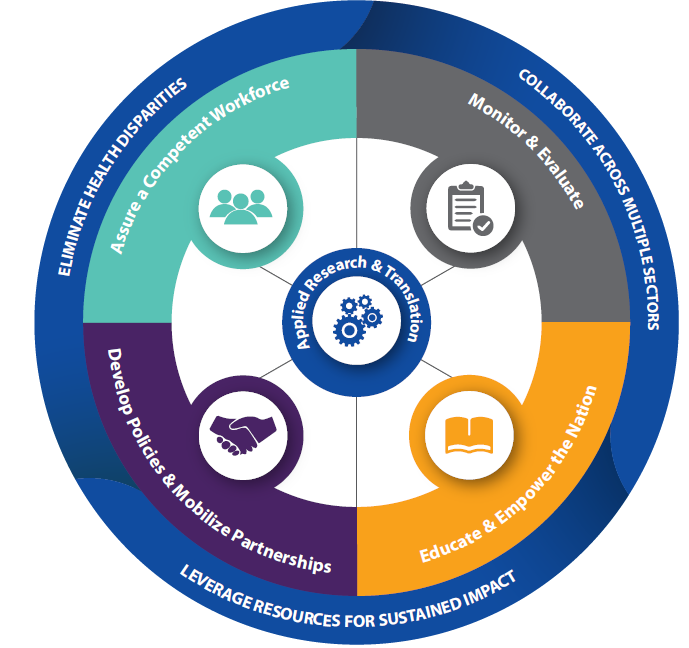 ELIMINATE HEALTH DISPARITIES
COLLABORATE ACROSS MULTIPLE SECTORS
LEVERAGE RESOURCES FOR SUSTAINED IMPACT
Assure a Competent Workforce
Monitor & Evaluate
Applied Research & Translation
Develop Policies & Mobilize Partnerships
Educate & Empower the Nation